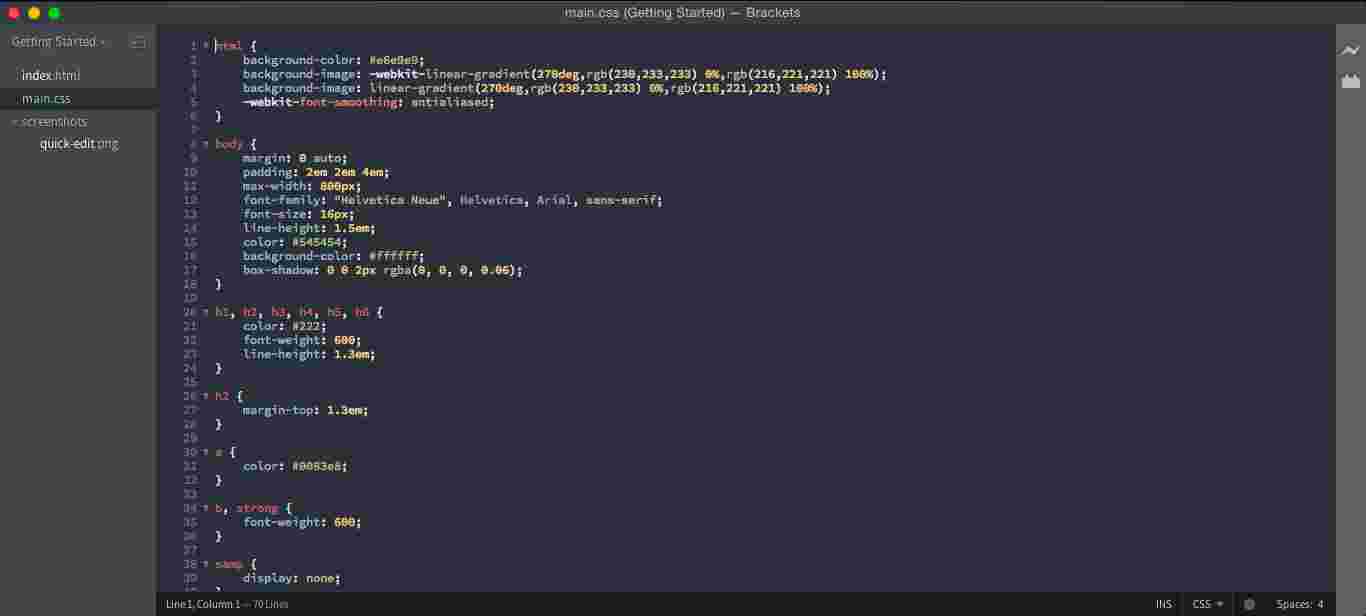 main.css (Getting Started) — Brackets
Getting Started
index.html
main.css
screenshots
quick-edit.png
1 html {
2 background-color: #e6e9e9;
3 background-image: -webkit-linear-gradient(270deg,rgb(230,233,233) 0%,rgb(216,221,221) 100%);
4 background-image: linear-gradient(270deg,rgb(230,233,233) 0%,rgb(216,221,221) 100%);
5 -webkit-font-smoothing: antialiased;
6 }
7
8 body {
9 margin: 0 auto;
10 padding: 2em 2em 4em;
11 max-width: 800px;
12 font-family: "Helvetica Neue", Helvetica, Arial, sans-serif;
13 font-size: 16px;
14 line-height: 1.5em;
15 color: #545454;
16 background-color: #ffffff;
17 box-shadow: 0 0 2px rgba(0, 0, 0, 0.06);
18 }
19
20 h1, h2, h3, h4, h5, h6 {
21 color: #222;
22 font-weight: 600;
23 line-height: 1.3em;
24 }
25
26 h2 {
27 margin-top: 1.3em;
28 }
29
30 a {
31 color: #0083e8;
32 }
33
34 b, strong {
35 font-weight: 600;
36 }
37
38 samp {
39 display: none;
Line 1, Column 1 — 70 Lines
INS CSS Spaces: 4